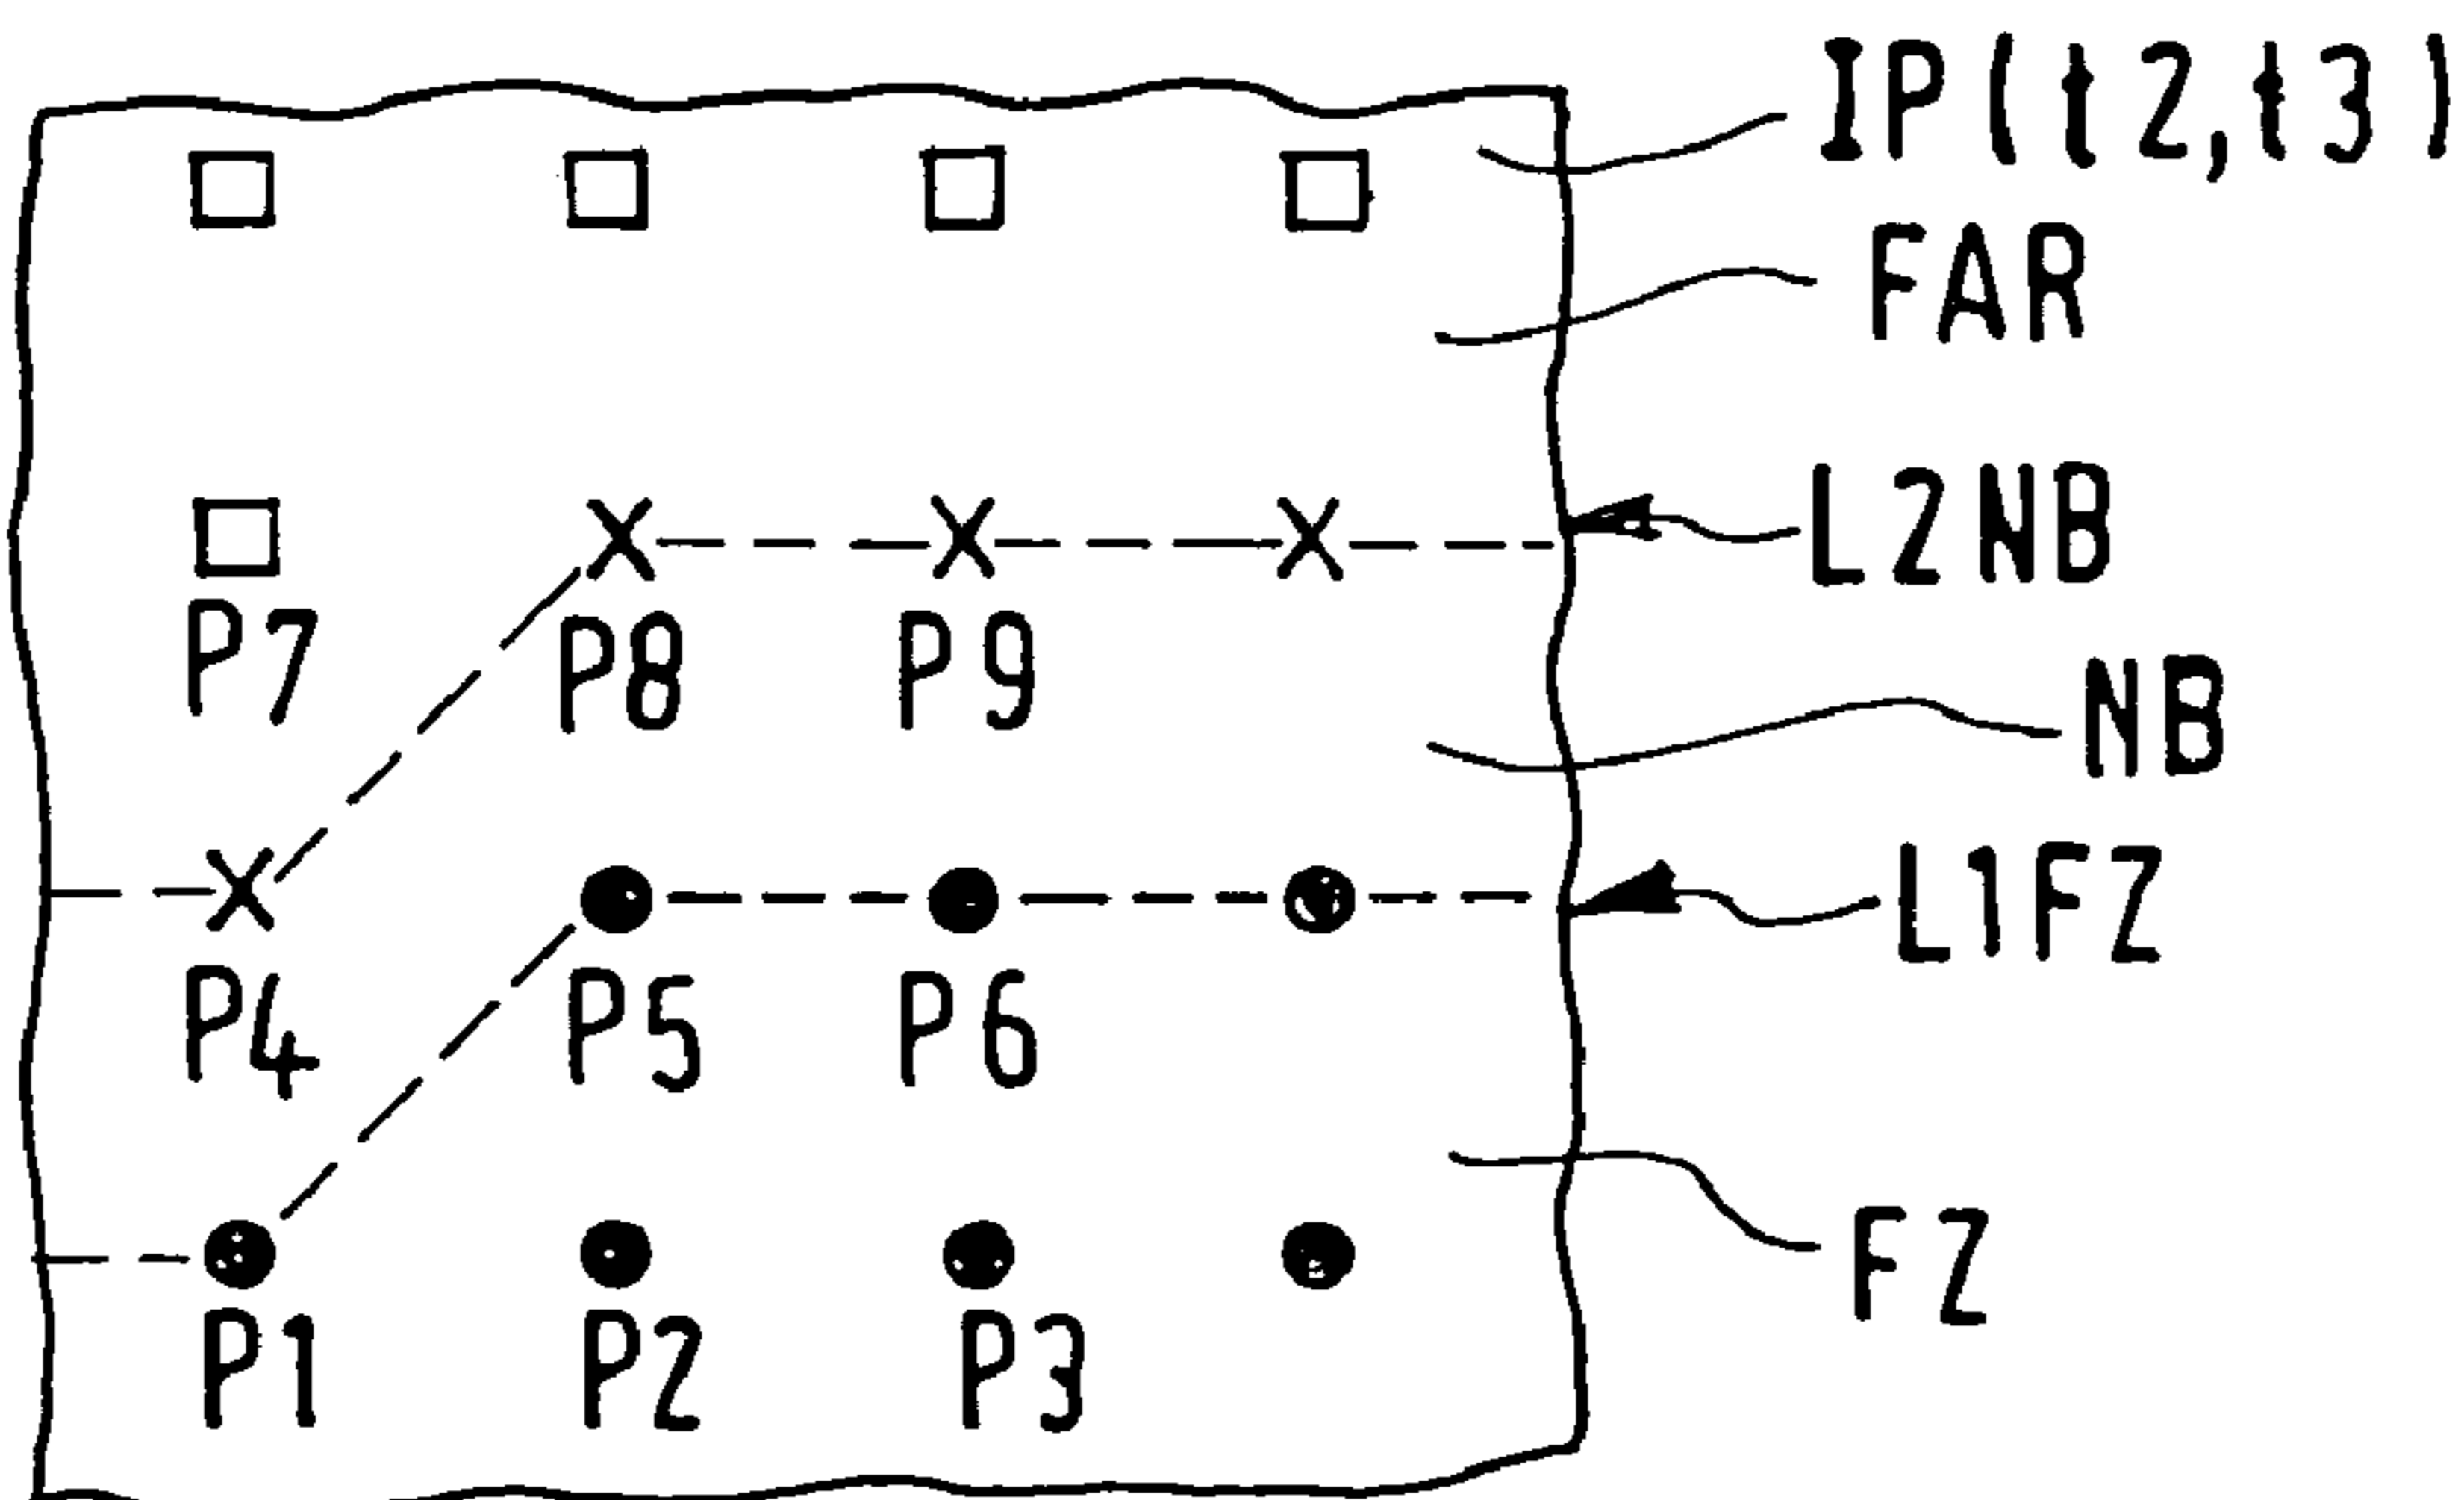 IP(t2,t3)
FAR
L2NB
P7 P8 P9
NB
L1FZ
P4 P5 P6
FZ
P1 P2 P3